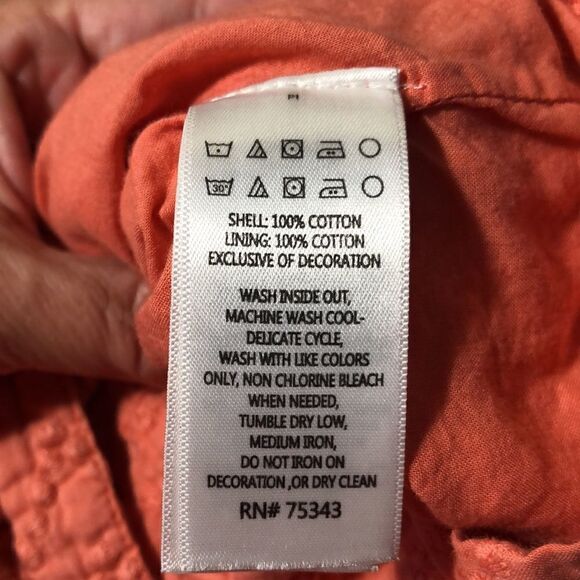 30°
SHELL: 100% COTTON
LINING: 100% COTTON
EXCLUSIVE OF DECORATION
WASH INSIDE OUT,
MACHINE WASH COOL-
DELICATE CYCLE,
WASH WITH LIKE COLORS
ONLY, NON CHLORINE BLEACH
WHEN NEEDED,
TUMBLE DRY LOW,
MEDIUM IRON,
DO NOT IRON ON
DECORATION ,OR DRY CLEAN
RN# 75343